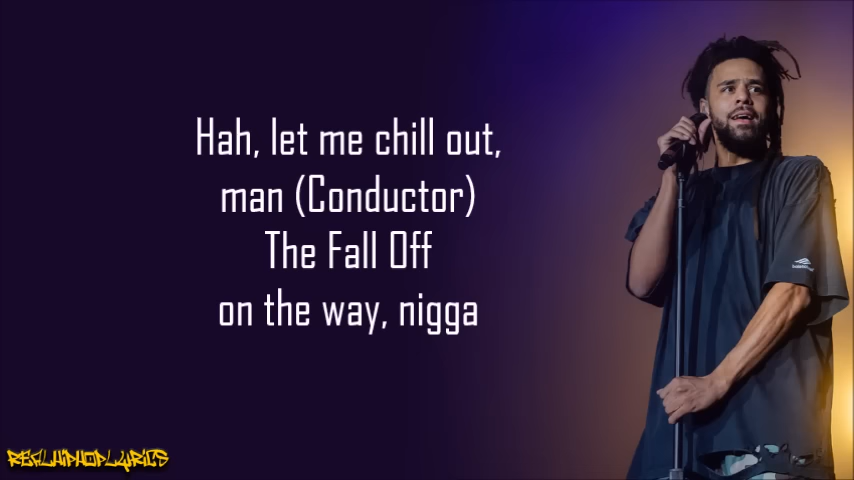 Hah, let me chill out,
man (Conductor)
The Fall Off
on the way, nigga
REALHIPHOPLYRICS